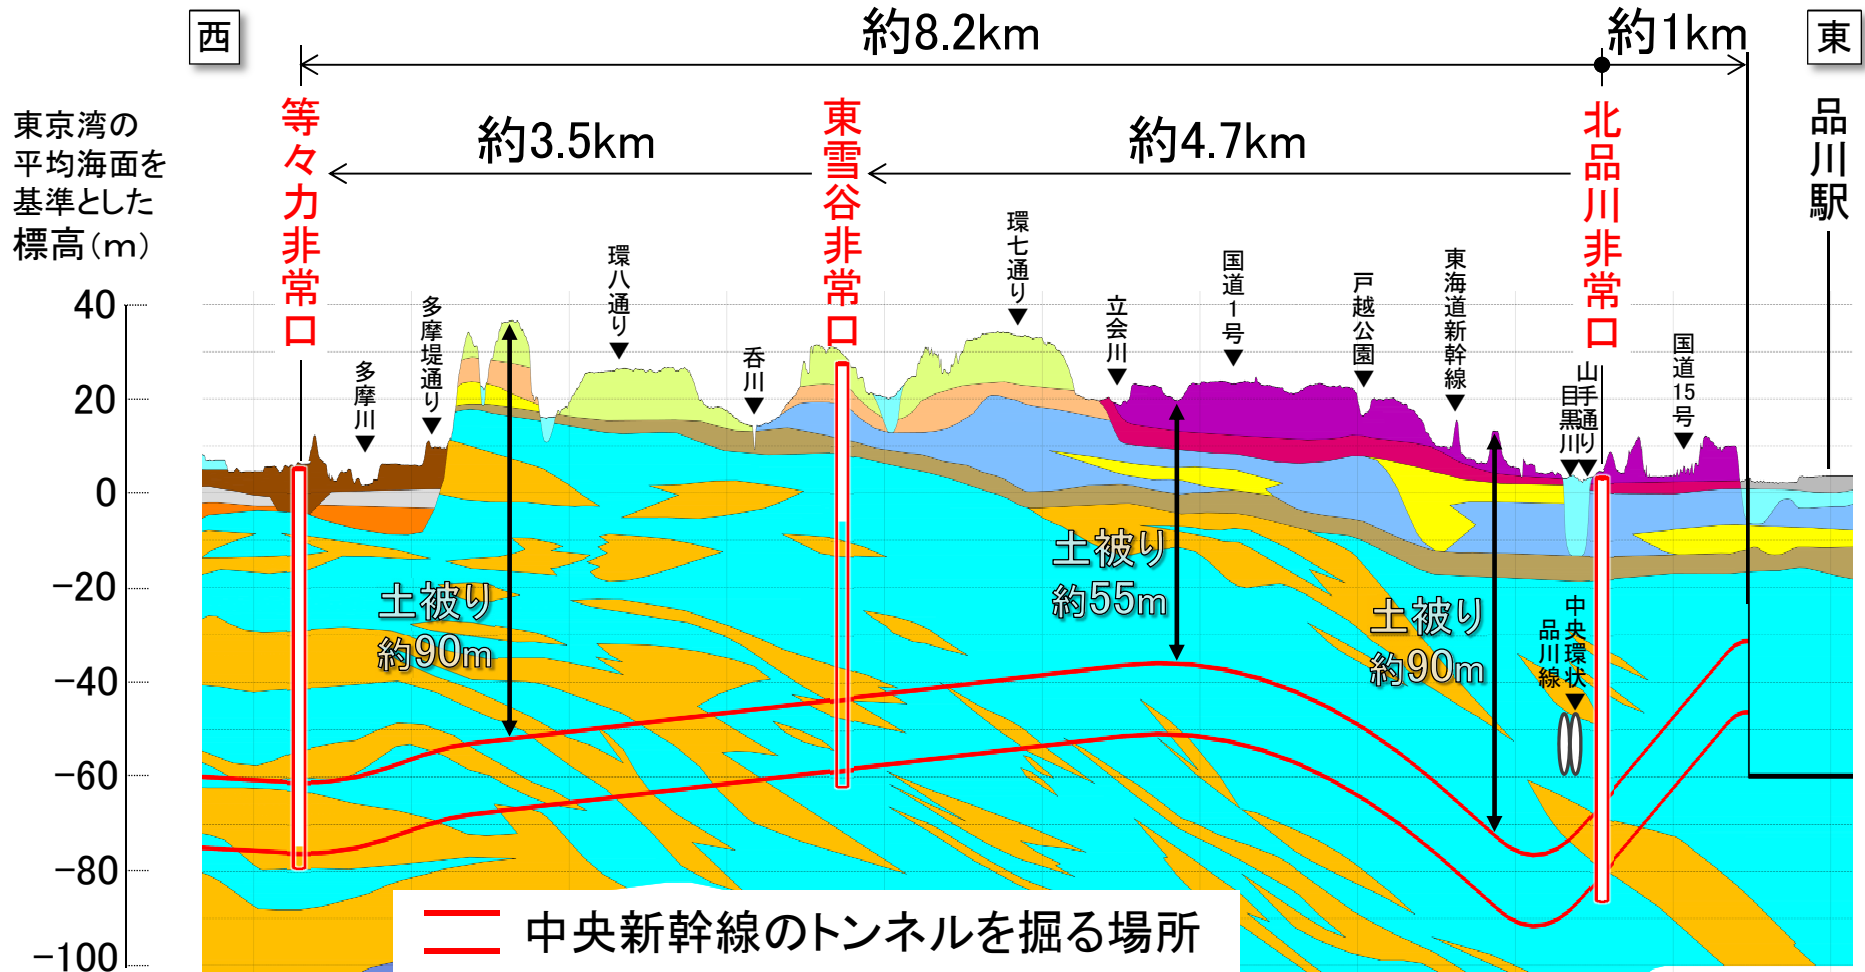 西
約8.2km
約1km
東
東京湾の
平均海面を
基準とした
標高(m)
等々力非常口
約3.5km
東雪谷非常口
約4.7km
北品川非常口
品川駅
多摩川
多摩堤通り
環八通り
呑川
環七通り
立会川
国道1号
戸越公園
東海道新幹線
目黒川
山手通り
国道15号
40
20
0
-20
-40
-60
-80
-100
土被り
約90m
土被り
約55m
土被り
約90m
中央環状
品川線
中央新幹線のトンネルを掘る場所